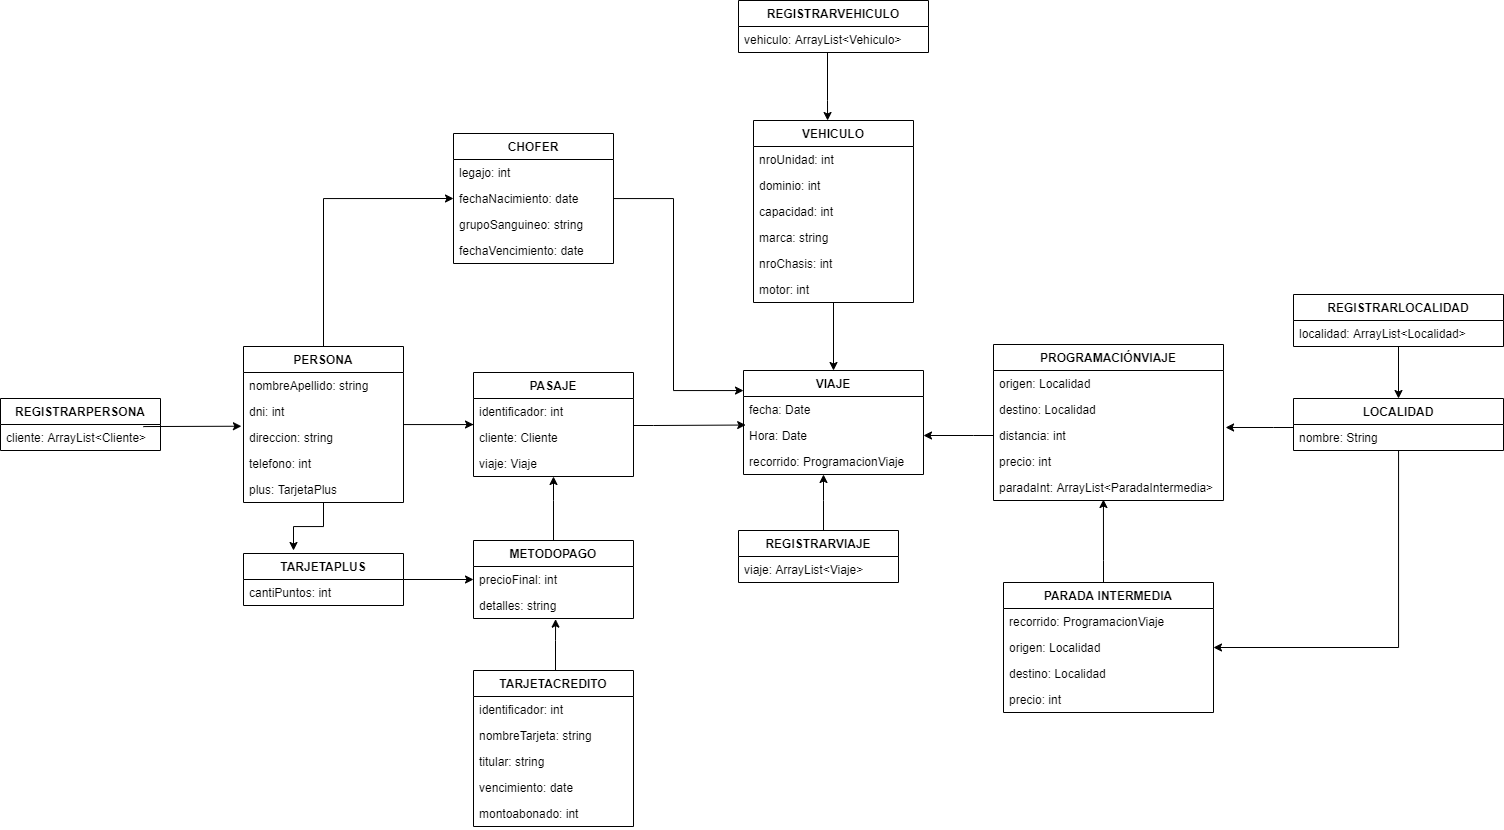 REGISTRARVEHICULO
vehiculo: ArrayList<Vehiculo>
VEHICULO
nroUnidad: int
dominio: int
capacidad: int
marca: string
nroChasis: int
motor: int
CHOFER
legajo: int
fechaNacimiento: date
grupoSanguineo: string
fechaVencimiento: date
REGISTRARLOCALIDAD
localidad: ArrayList<Localidad>
PERSONA
nombreApellido: string
dni: int
direccion: string
telefono: int
plus: TarjetaPlus
REGISTRARPERSONA
cliente: ArrayList<Cliente>
PASAJE
identificador: int
cliente: Cliente
viaje: Viaje
VIAJE
fecha: Date
Hora: Date
recorrido: ProgramacionViaje
PROGRAMACIÓNVIAJE
origen: Localidad
destino: Localidad
distancia: int
precio: int
paradaInt: ArrayList<ParadaIntermedia>
LOCALIDAD
nombre: String
TARJETAPLUS
cantiPuntos: int
METODOPAGO
precioFinal: int
detalles: string
REGISTRARVIAJE
viaje: ArrayList<Viaje>
PARADA INTERMEDIA
recorrido: ProgramacionViaje
origen: Localidad
destino: Localidad
precio: int
TARJETACREDITO
identificador: int
nombreTarjeta: string
titular: string
vencimiento: date
montoabonado: int